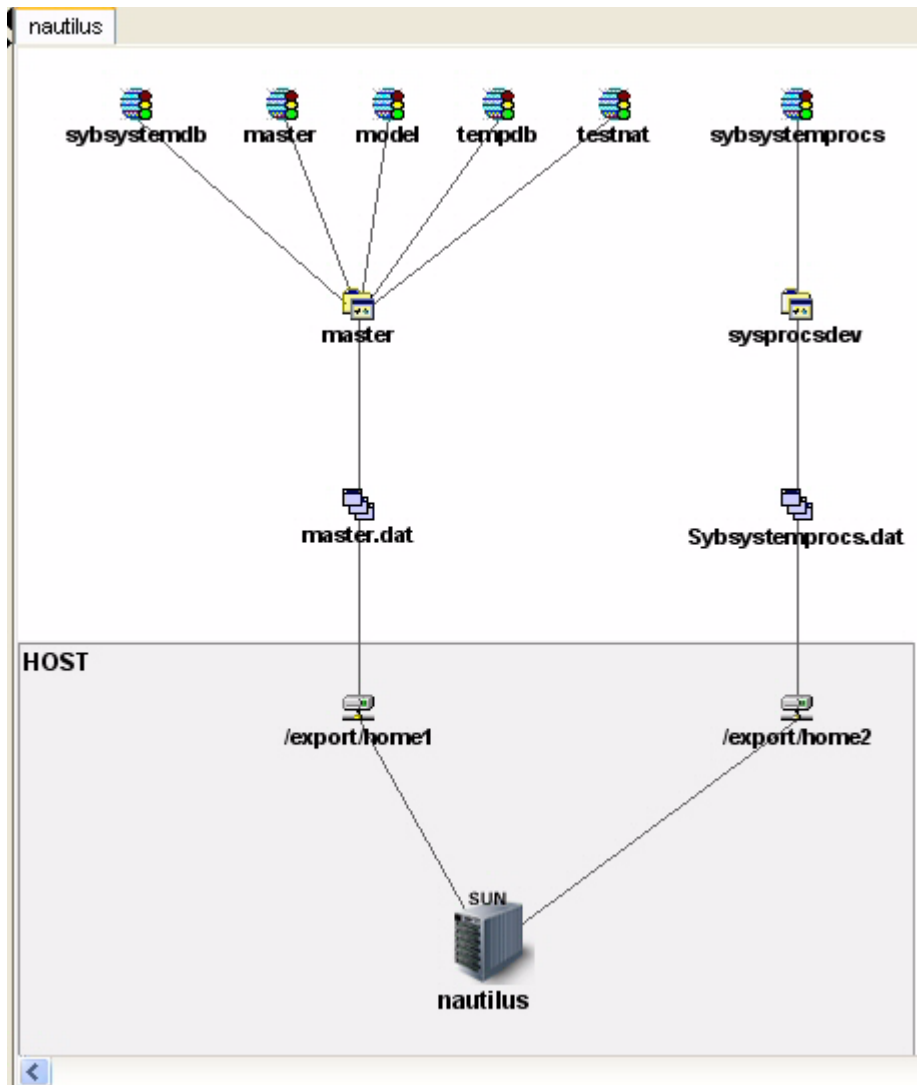 nautilus
sybsystemdb master model tempdb testnat sybsystemprocs
master sysprocsdev
master.dat Sybsystemprocs.dat
HOST
/export/home1 /export/home2
SUN
nautilus